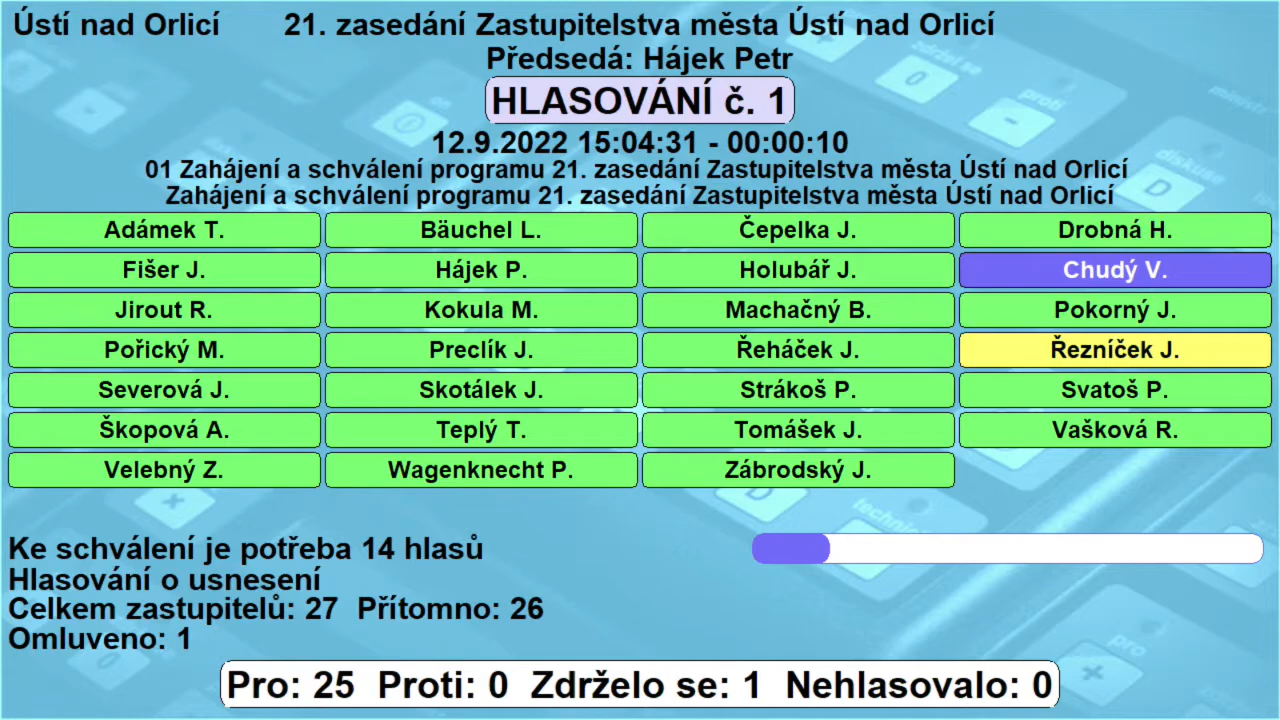 Ústí nad Orlicí 21. zasedání Zastupitelstva města Ústí nad Orlicí
Předsedá: Hájek Petr
HLASOVÁNÍ č. 1
12.9.2022 15:04:31 - 00:00:10
01 Zahájení a schválení programu 21. zasedání Zastupitelstva města Ústí nad Orlicí
Zahájení a schválení programu 21. zasedání Zastupitelstva města Ústí nad Orlicí
Adámek T. Bäuchel L. Čepelka J. Drobná H.
Fišer J. Hájek P. Holubář J. Chudý V.
Jirout R. Kokula M. Machačný B. Pokorný J.
Pořický M. Preclík J. Řeháček J. Řezníček J.
Severová J. Skotálek J. Strákoš P. Svatoš P.
Škopová A. Teplý T. Tomášek J. Vašková R.
Velebný Z. Wagenknecht P. Zábrodský J.
Ke schválení je potřeba 14 hlasů
Hlasování o usnesení
Celkem zastupitelů: 27 Přítomno: 26
Omluveno: 1
Pro: 25 Proti: 0 Zdrželo se: 1 Nehlasovalo: 0